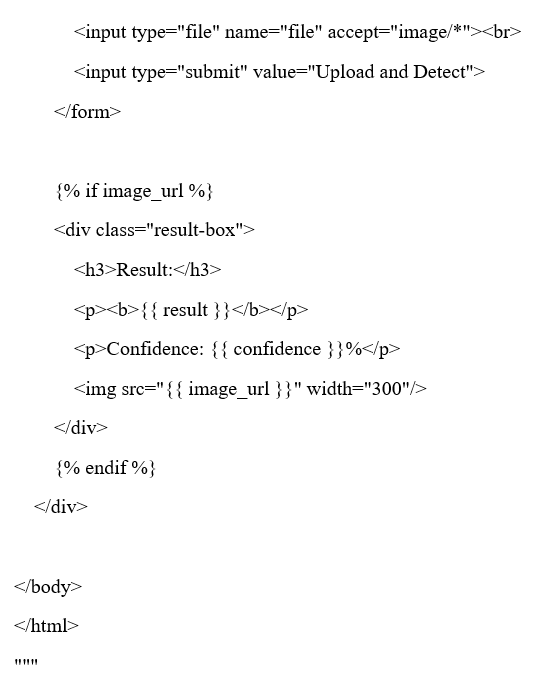 <input type="file" name="file" accept="image/*"><br>
<input type="submit" value="Upload and Detect">
</form>
{% if image_url %}
<div class="result-box">
<h3>Result:</h3>
<p><b>{{ result }}</b></p>
<p>Confidence: {{ confidence }}%</p>
<img src="{{ image_url }}" width="300"/>
</div>
{% endif %}
</div>
</body>
</html>
"""